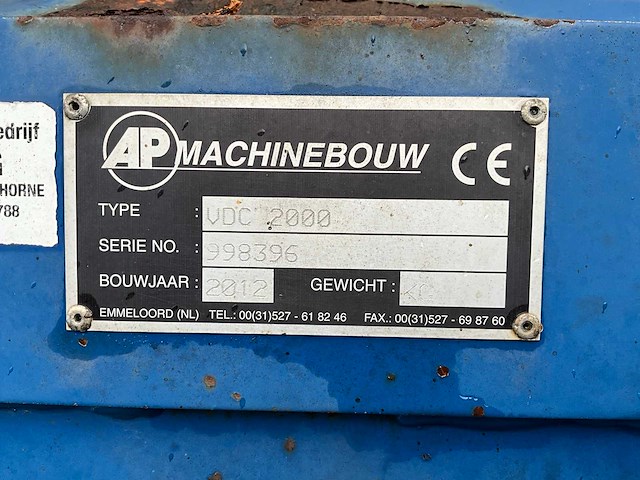 edrijf
HORNE
788
AP MACHINEBOUW CE
TYPE : VDC 2000
SERIE NO. : 998396
BOUWJAAR : 2012 GEWICHT :
EMMELOORD (NL) TEL.: 00(31)527 - 61 82 46 FAX.: 00(31)527 - 69 87 60